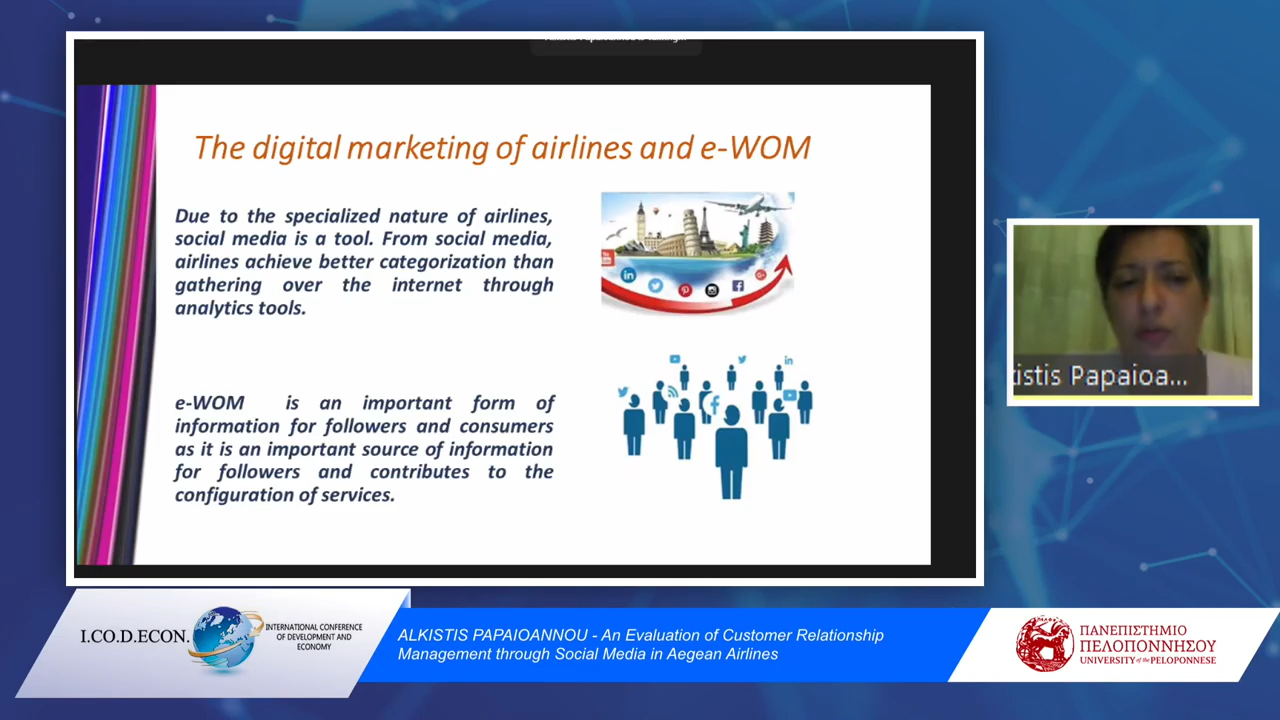 The digital marketing of airlines and e-WOM
Due to the specialized nature of airlines,
social media is a tool. From social media,
airlines achieve better categorization than
gathering over the internet through
analytics tools.
e-WOM is an important form of
information for followers and consumers
as it is an important source of information
for followers and contributes to the
configuration of services.
kistis Papaioa...
I.CO.D.ECON.
INTERNATIONAL CONFERENCE
OF DEVELOPMENT AND
ECONOMY
ALKISTIS PAPAIOANNOU - An Evaluation of Customer Relationship
Management through Social Media in Aegean Airlines
ΠΑΝΕΠΙΣΤΗΜΙΟ
ΠΕΛΟΠΟΝΝΗΣΟΥ
UNIVERSITY of the PELOPONNESE